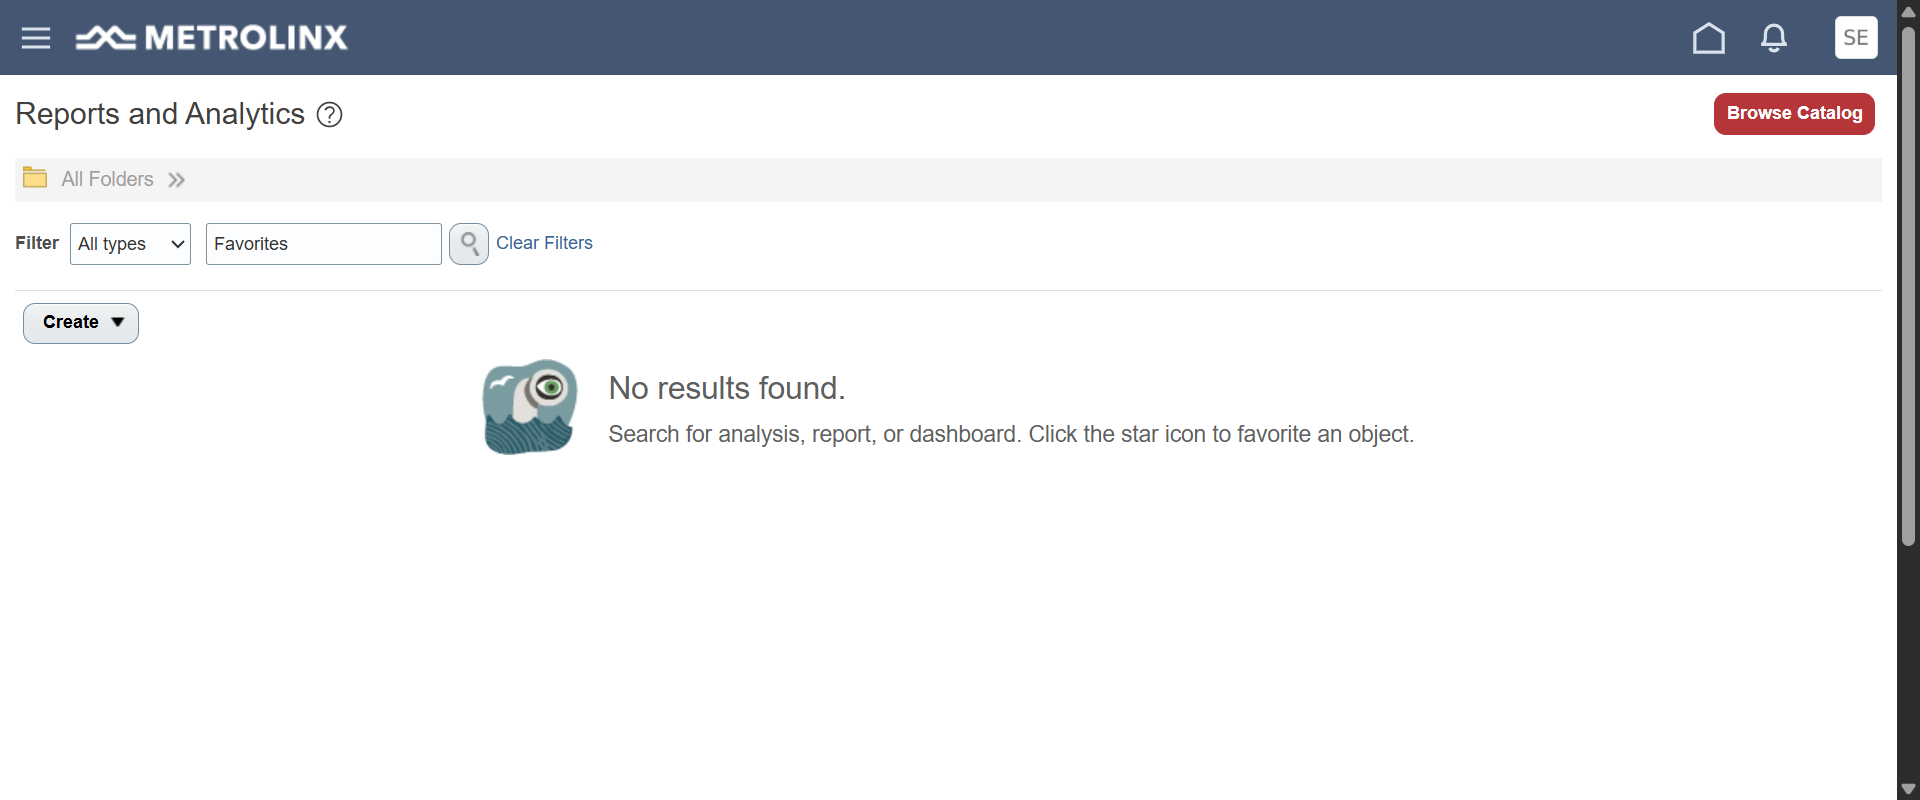 METROLINX
SE
Reports and Analytics ?
Browse Catalog
All Folders
Filter All types Favorites Clear Filters
Create
No results found.
Search for analysis, report, or dashboard. Click the star icon to favorite an object.